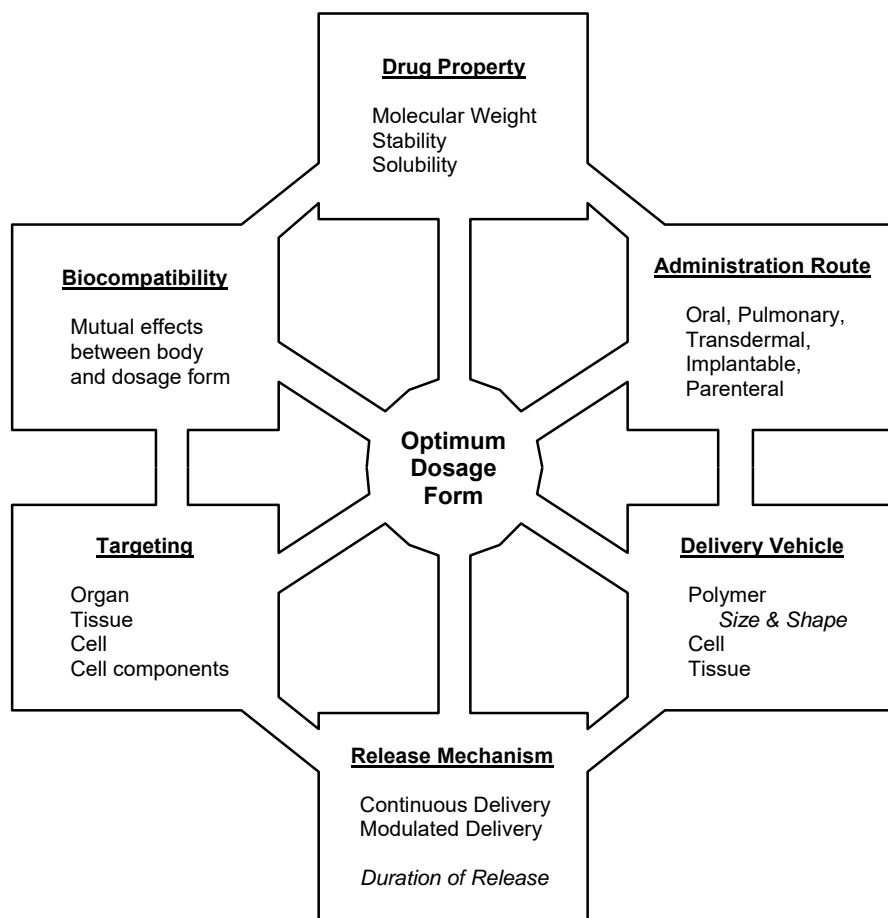 Drug Property
Molecular Weight
Stability
Solubility
Biocompatibility
Mutual effects
between body
and dosage form
Administration Route
Oral, Pulmonary,
Transdermal,
Implantable,
Parenteral
Optimum
Dosage
Form
Targeting
Organ
Tissue
Cell
Cell components
Delivery Vehicle
Polymer
Size & Shape
Cell
Tissue
Release Mechanism
Continuous Delivery
Modulated Delivery
Duration of Release